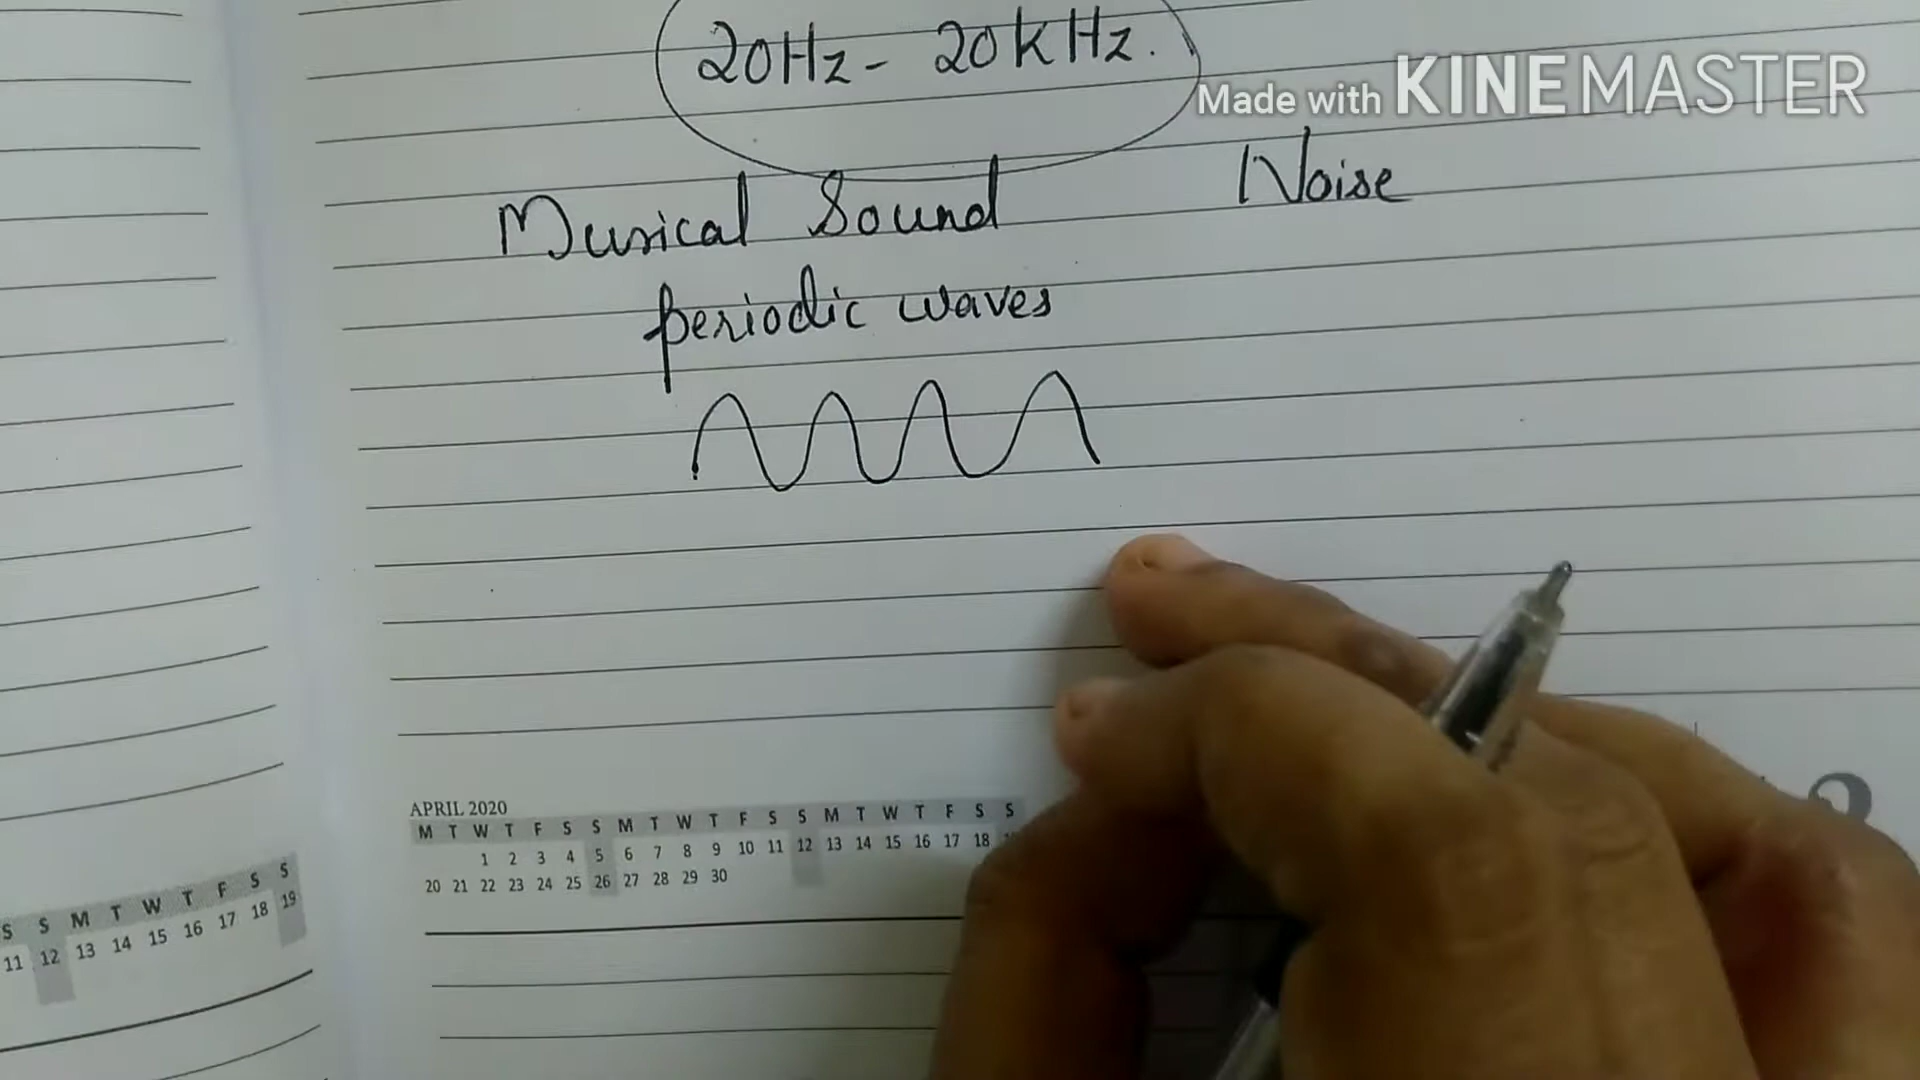 20Hz - 20kHz.
Made with KINEMASTER
Musical Sound Noise
periodic waves
APRIL 2020
M T W T F S S M T W T F S S M T W T F S S
1 2 3 4 5 6 7 8 9 10 11 12 13 14 15 16 17 18
20 21 22 23 24 25 26 27 28 29 30
S S M T W T F S S
11 12 13 14 15 16 17 18 19